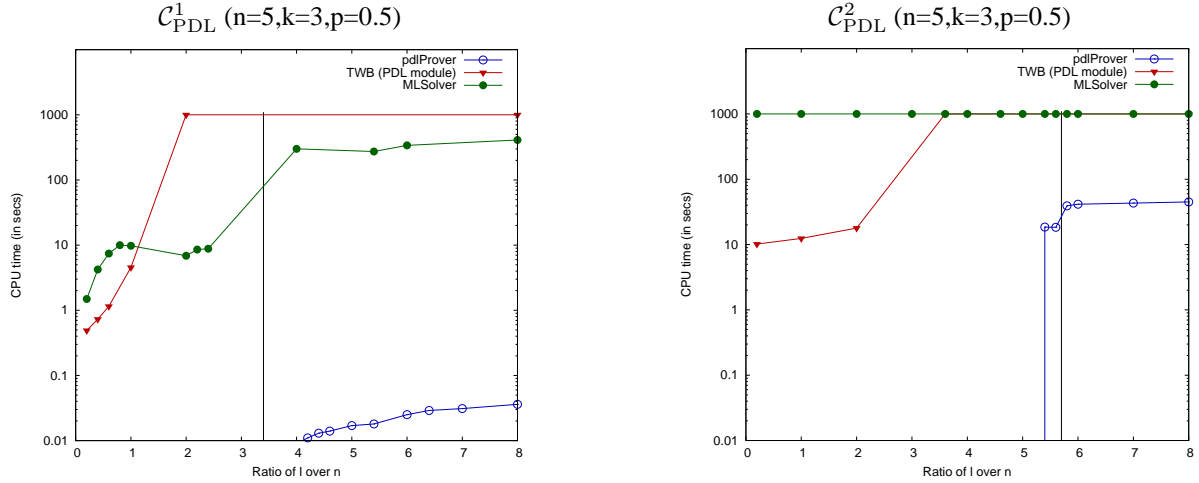 C¹PDL (n=5,k=3,p=0.5)
pdlProver
TWB (PDL module)
MLSolver
1000
100
10
1
0.1
0.01
CPU time (in secs)
0 1 2 3 4 5 6 7 8
Ratio of l over n
C²PDL (n=5,k=3,p=0.5)
pdlProver
TWB (PDL module)
MLSolver
1000
100
10
1
0.1
0.01
CPU time (in secs)
0 1 2 3 4 5 6 7 8
Ratio of l over n